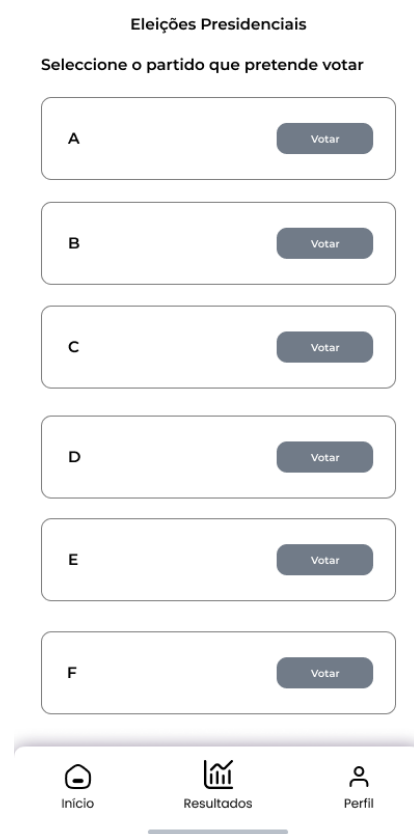 Eleições Presidenciais
Seleccione o partido que pretende votar
A Votar
B Votar
C Votar
D Votar
E Votar
F Votar
Início Resultados Perfil